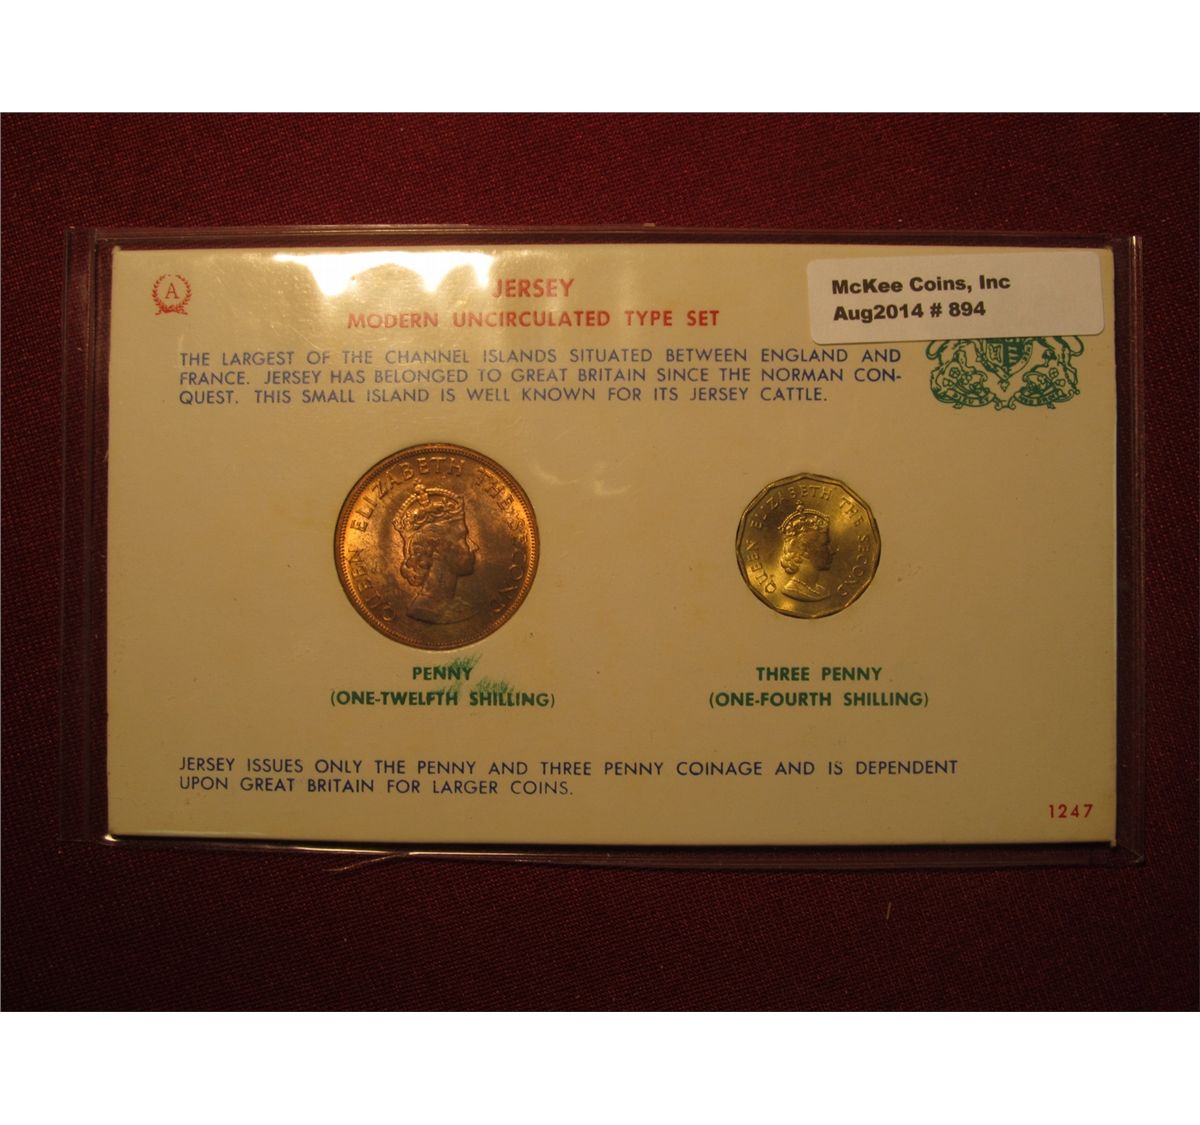 McKee Coins, Inc
Aug2014 # 894
A
JERSEY
MODERN UNCIRCULATED TYPE SET
THE LARGEST OF THE CHANNEL ISLANDS SITUATED BETWEEN ENGLAND AND
FRANCE. JERSEY HAS BELONGED TO GREAT BRITAIN SINCE THE NORMAN CON-
QUEST. THIS SMALL ISLAND IS WELL KNOWN FOR ITS JERSEY CATTLE.
QUEEN ELIZABETH THE SECOND
QUEEN ELIZABETH THE SECOND
PENNY
(ONE-TWELFTH SHILLING)
THREE PENNY
(ONE-FOURTH SHILLING)
JERSEY ISSUES ONLY THE PENNY AND THREE PENNY COINAGE AND IS DEPENDENT
UPON GREAT BRITAIN FOR LARGER COINS.
1247